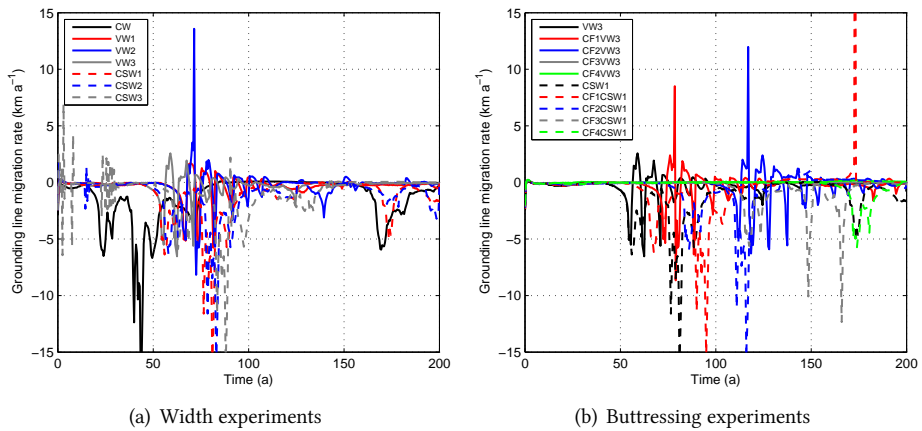 Grounding line migration rate (km a⁻¹)
15
10
5
0
−5
−10
−15
CW
VW1
VW2
VW3
CSW1
CSW2
CSW3
0
50
100
150
200
Time (a)
(a) Width experiments
Grounding line migration rate (km a⁻¹)
15
10
5
0
−5
−10
−15
VW3
CF1VW3
CF2VW3
CF3VW3
CF4VW3
CSW1
CF1CSW1
CF2CSW1
CF3CSW1
CF4CSW1
0
50
100
150
200
Time (a)
(b) Buttressing experiments